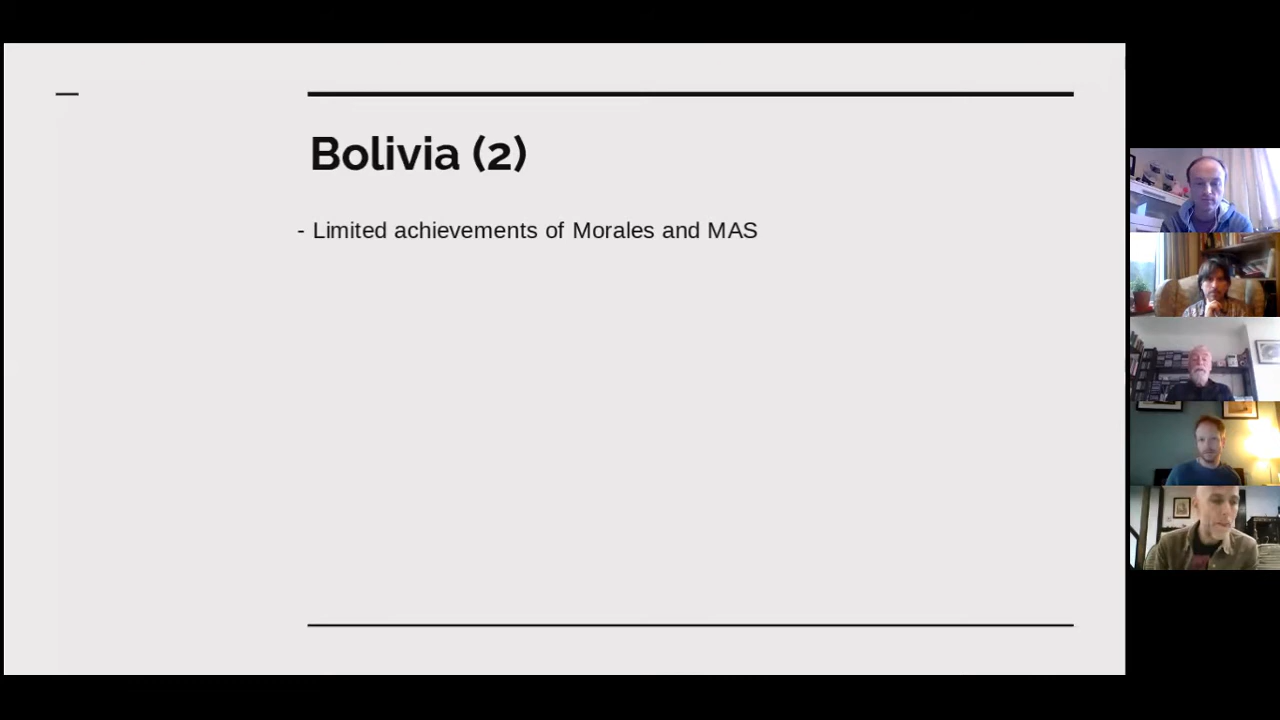 Bolivia (2)
- Limited achievements of Morales and MAS